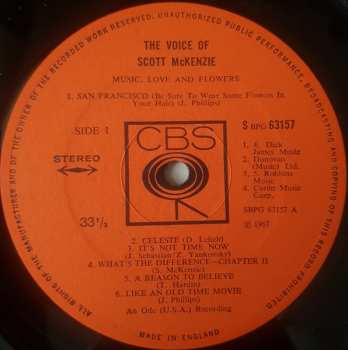 ALL RIGHTS OF THE MANUFACTURER AND OF THE OWNER OF THE RECORDED WORK RESERVED. UNAUTHORISED PUBLIC PERFORMANCE, BROADCASTING AND COPYING OF THIS RECORD PROHIBITED
THE VOICE OF
SCOTT McKENZIE
MUSIC, LOVE AND FLOWERS
1. SAN FRANCISCO (Be Sure To Wear Some Flowers In
Your Hair) (J. Phillips)
SIDE 1
CBS
S BPG 63157
STEREO
1, 6. Dick
James Music
2. Donovan
(Music) Ltd.
3, 5. Robbins
Music
4. Carlin Music
Corp.
33⅓
SBPG 63157 A
℗ 1967
2. CELESTE (D. Leitch)
3. IT'S NOT TIME NOW
(J. Sebastian/Z. Yankovsky)
4. WHAT'S THE DIFFERENCE—CHAPTER II
(S. McKenzie)
5. A REASON TO BELIEVE
(T. Hardin)
6. LIKE AN OLD TIME MOVIE
(J. Phillips)
An Ode (U.S.A.) Recording
MADE IN ENGLAND